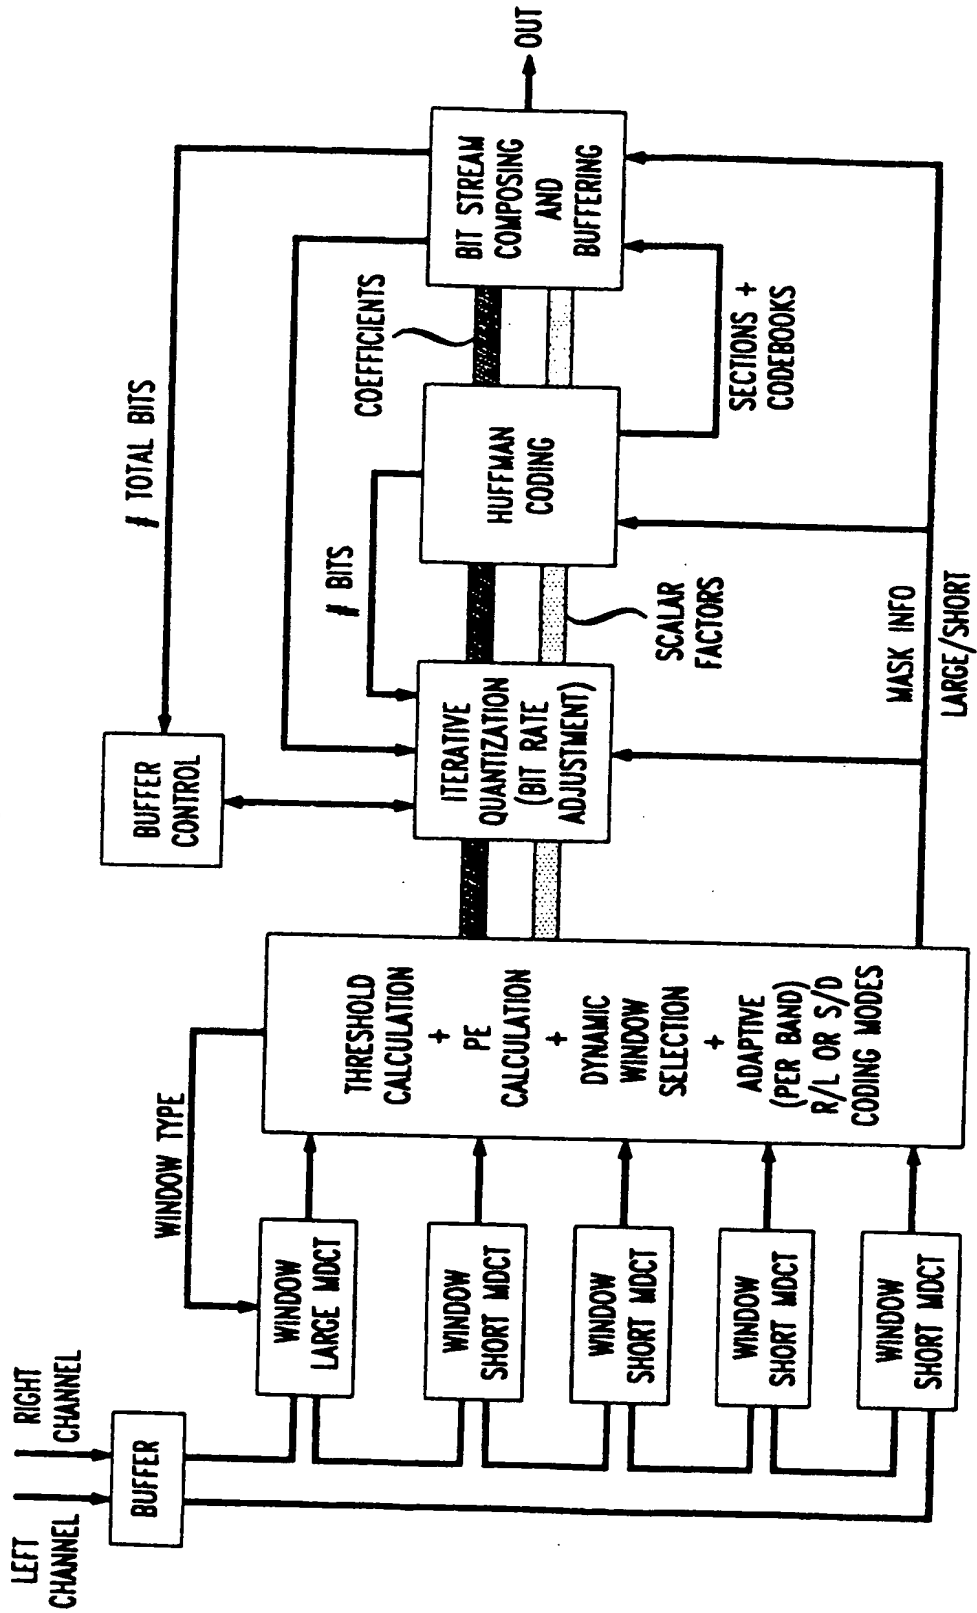 LEFT
CHANNEL
RIGHT
CHANNEL
BUFFER
WINDOW TYPE
WINDOW
LARGE MDCT
WINDOW
SHORT MDCT
WINDOW
SHORT MDCT
WINDOW
SHORT MDCT
WINDOW
SHORT MDCT
THRESHOLD
CALCULATION
+
PE
CALCULATION
+
DYNAMIC
WINDOW
SELECTION
+
ADAPTIVE
(PER BAND)
R/L OR S/D
CODING MODES
BUFFER
CONTROL
# TOTAL BITS
ITERATIVE
QUANTIZATION
(BIT RATE
ADJUSTMENT)
# BITS
SCALAR
FACTORS
MASK INFO
LARGE/SHORT
HUFFMAN
CODING
COEFFICIENTS
SECTIONS +
CODEBOOKS
BIT STREAM
COMPOSING
AND
BUFFERING
OUT